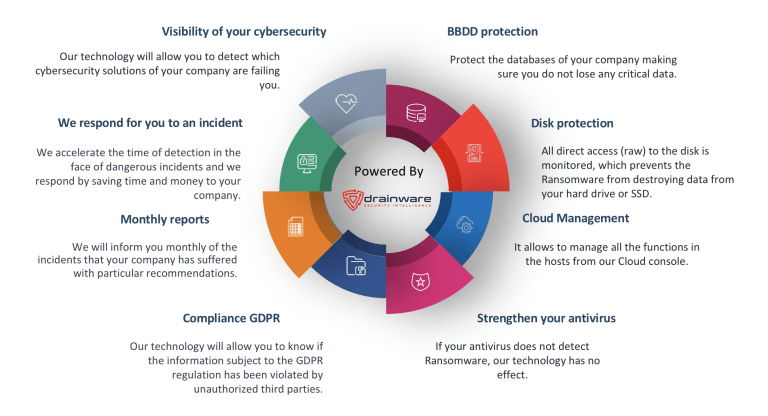 Visibility of your cybersecurity
Our technology will allow you to detect which
cybersecurity solutions of your company are failing
you.
We respond for you to an incident
We accelerate the time of detection in the
face of dangerous incidents and we
respond by saving time and money to your
company.
Monthly reports
We will inform you monthly of the
incidents that your company has suffered
with particular recommendations.
Compliance GDPR
Our technology will allow you to know if
the information subject to the GDPR
regulation has been violated by
unauthorized third parties.
Powered By
drainware
SECURITY INTELLIGENCE
BBDD protection
Protect the databases of your company making
sure you do not lose any critical data.
Disk protection
All direct access (raw) to the disk is
monitored, which prevents the
Ransomware from destroying data from
your hard drive or SSD.
Cloud Management
It allows to manage all the functions in
the hosts from our Cloud console.
Strengthen your antivirus
If your antivirus does not detect
Ransomware, our technology has no
effect.